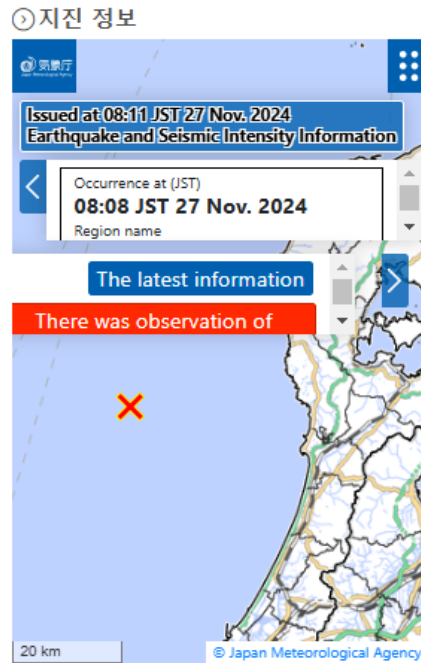 지진 정보
気象庁
Japan Meteorological Agency
Issued at 08:11 JST 27 Nov. 2024
Earthquake and Seismic Intensity Information
Occurrence at (JST)
08:08 JST 27 Nov. 2024
Region name
The latest information
There was observation of
20 km
© Japan Meteorological Agency